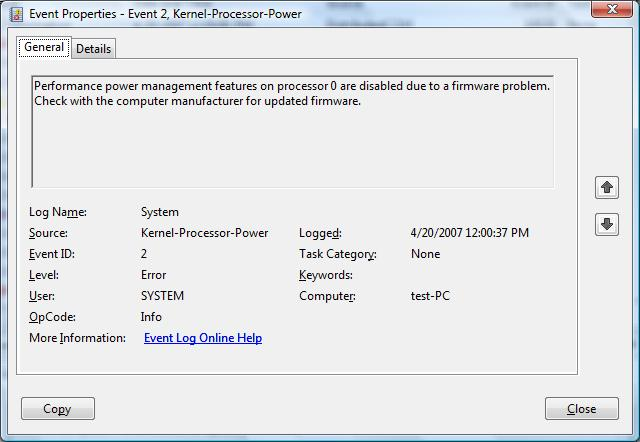 Event Properties - Event 2, Kernel-Processor-Power
General Details
Performance power management features on processor 0 are disabled due to a firmware problem.
Check with the computer manufacturer for updated firmware.
Log Name: System
Source: Kernel-Processor-Power Logged: 4/20/2007 12:00:37 PM
Event ID: 2 Task Category: None
Level: Error Keywords:
User: SYSTEM Computer: test-PC
OpCode: Info
More Information: Event Log Online Help
Copy Close